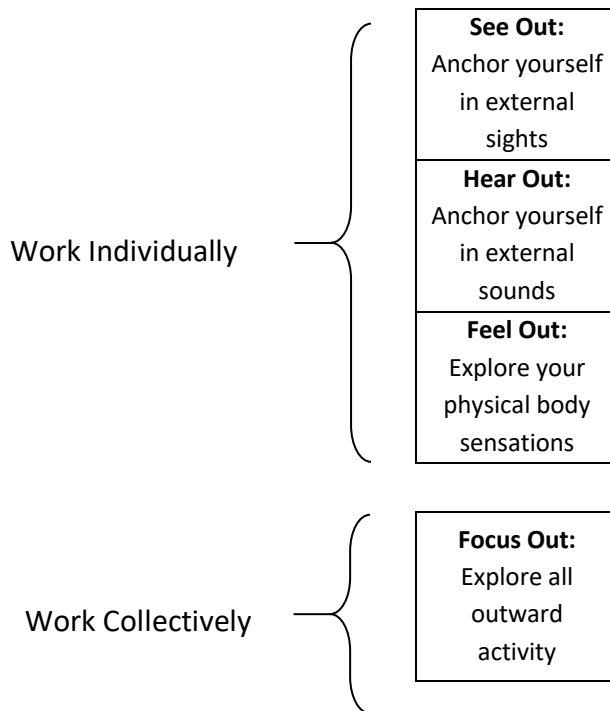 See Out:
Anchor yourself
in external
sights
Hear Out:
Anchor yourself
in external
sounds
Work Individually
Feel Out:
Explore your
physical body
sensations
Focus Out:
Explore all
outward
activity
Work Collectively